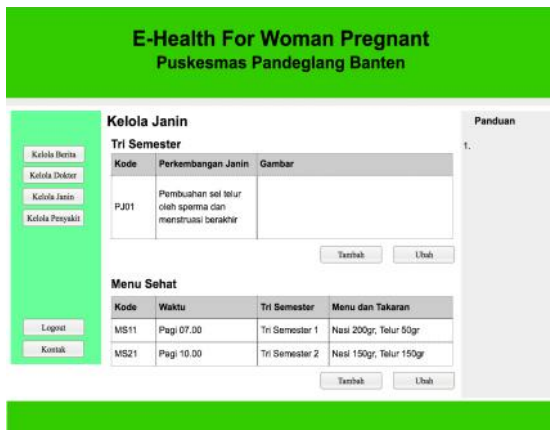 E-Health For Woman Pregnant
Puskesmas Pandeglang Banten
Kelola Berita
Kelola Dokter
Kelola Janin
Kelola Penyakit
Logout
Kontak
Kelola Janin
Tri Semester
Kode Perkembangan Janin Gambar
PJ01 Pembuahan sel telur
oleh sperma dan
menstruasi berakhir
Tambah Ubah
Menu Sehat
Kode Waktu Tri Semester Menu dan Takaran
MS11 Pagi 07.00 Tri Semester 1 Nasi 200gr, Telur 50gr
MS21 Pagi 10.00 Tri Semester 2 Nasi 150gr, Telur 150gr
Tambah Ubah
Panduan
1.